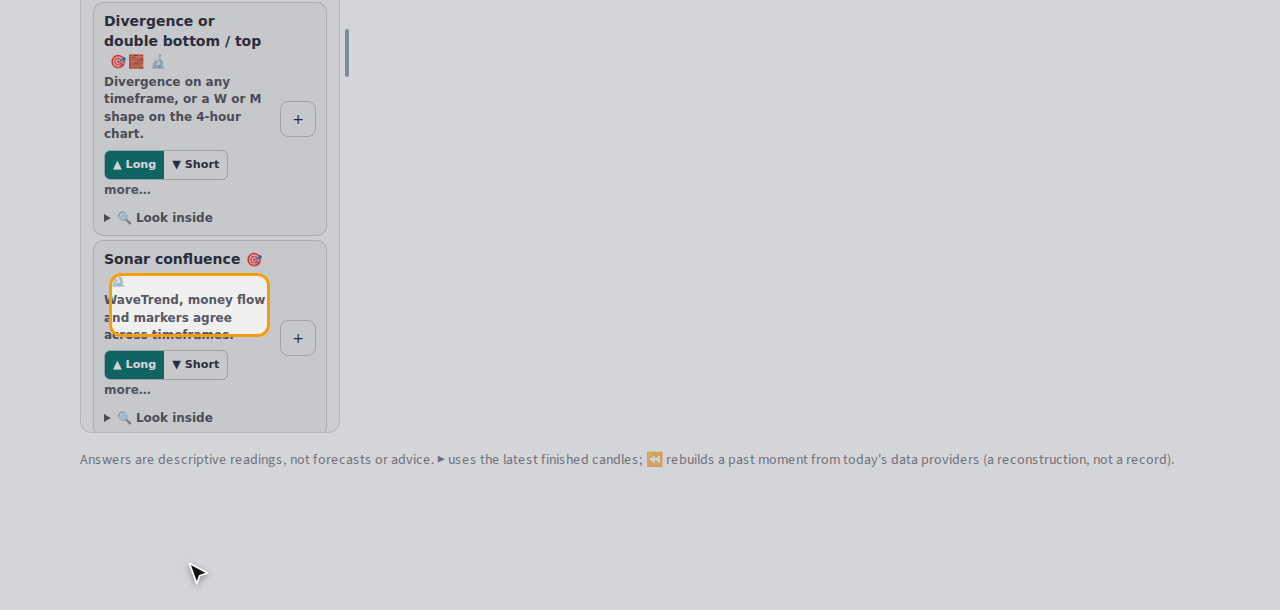 Divergence or
double bottom / top
🎯🧱 🔬
Divergence on any
timeframe, or a W or M
shape on the 4-hour
chart.
+
▲ Long ▼ Short
more...
▶ 🔍 Look inside
Sonar confluence 🎯
🔬
WaveTrend, money flow
and markers agree
across timeframes.
+
▲ Long ▼ Short
more...
▶ 🔍 Look inside
Answers are descriptive readings, not forecasts or advice. ▶ uses the latest finished candles; ⏪ rebuilds a past moment from today's data providers (a reconstruction, not a record).